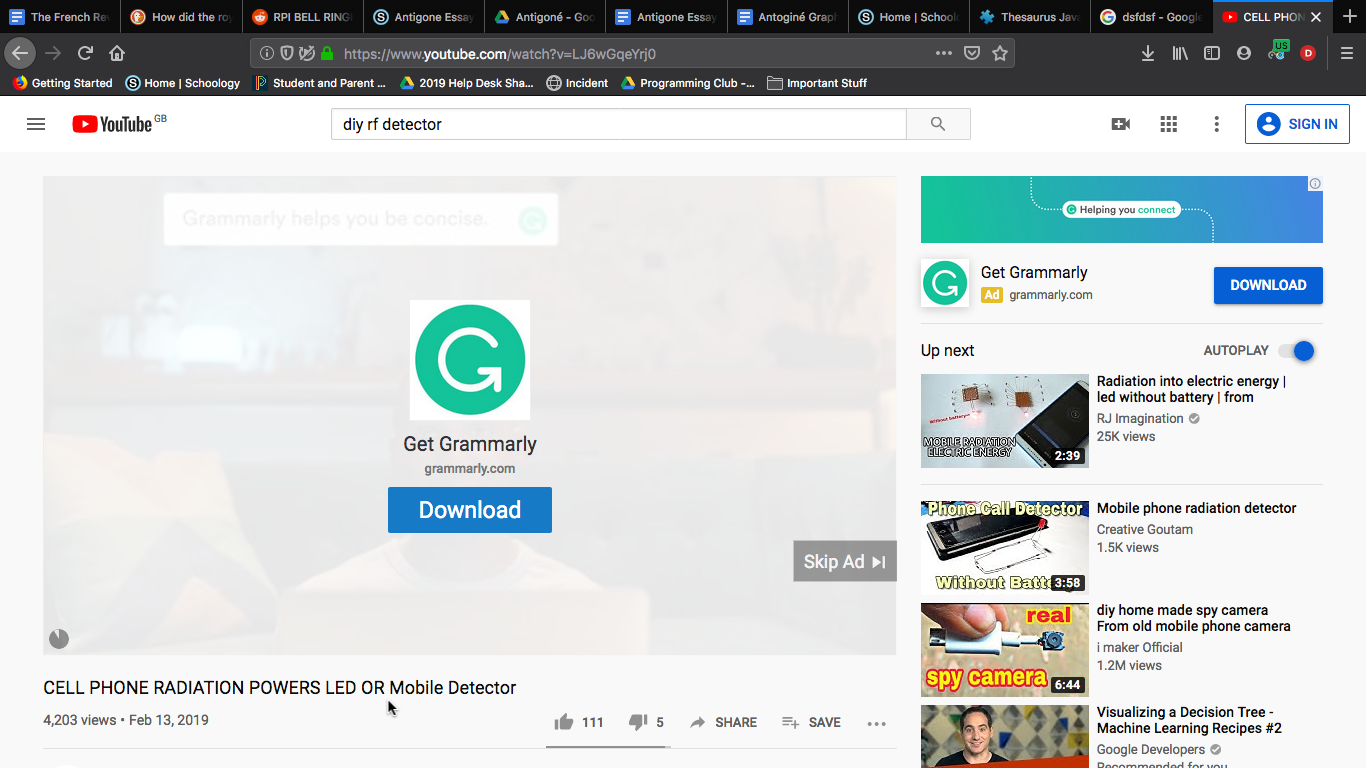 The French Rev
How did the roy
RPI BELL RINGI
Antigone Essay
Antigoné - Goo
Antigone Essay
Antoginé Graph
Home | Schoolo
Thesaurus Java
dsfdsf - Google
CELL PHON
https://www.youtube.com/watch?v=LJ6wGqeYrj0
US
D
Getting Started
Home | Schoology
Student and Parent ...
2019 Help Desk Sha...
Incident
Programming Club -...
Important Stuff
YouTube GB
diy rf detector
SIGN IN
Grammarly helps you be concise.
Get Grammarly
grammarly.com
Download
Skip Ad
CELL PHONE RADIATION POWERS LED OR Mobile Detector
4,203 views • Feb 13, 2019
111
5
SHARE
SAVE
Helping you connect
Get Grammarly
Ad grammarly.com
DOWNLOAD
Up next
AUTOPLAY
Without battery
MOBILE RADIATION
ELECTRIC ENERGY
2:39
Radiation into electric energy |
led without battery | from
RJ Imagination
25K views
Phone Call Detector
Without Batte
3:58
Mobile phone radiation detector
Creative Goutam
1.5K views
real
spy camera
6:44
diy home made spy camera
From old mobile phone camera
i maker Official
1.2M views
Visualizing a Decision Tree -
Machine Learning Recipes #2
Google Developers
Recommended for you